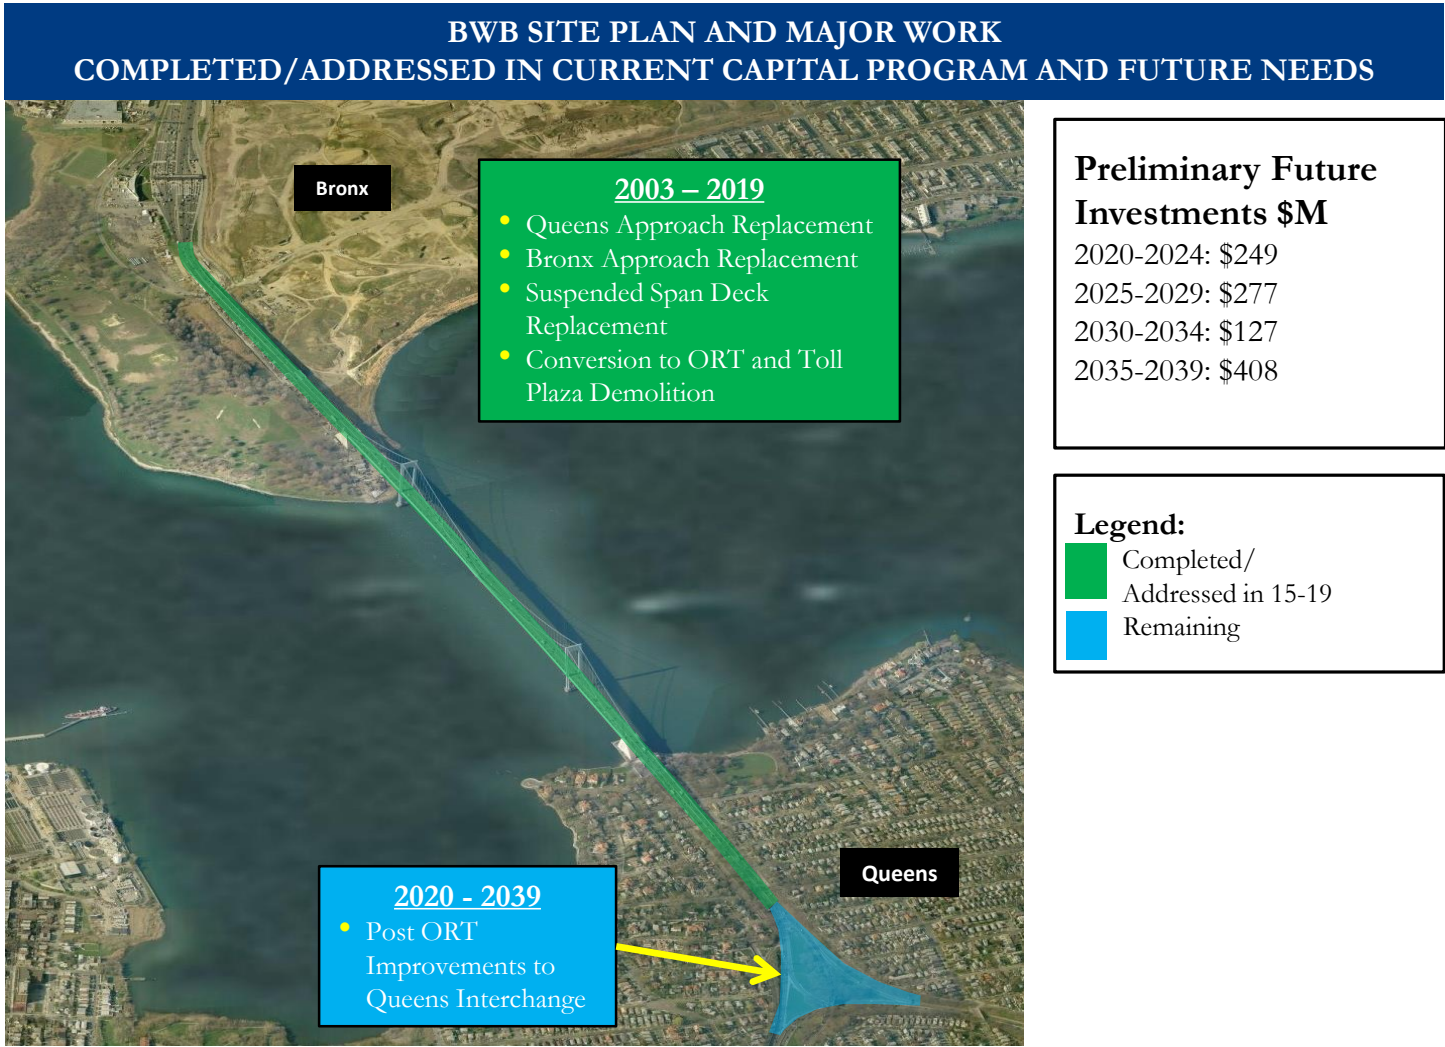 BWB SITE PLAN AND MAJOR WORK
COMPLETED/ADDRESSED IN CURRENT CAPITAL PROGRAM AND FUTURE NEEDS
Bronx
2003 – 2019
• Queens Approach Replacement
• Bronx Approach Replacement
• Suspended Span Deck
Replacement
• Conversion to ORT and Toll
Plaza Demolition
Preliminary Future
Investments $M
2020-2024: $249
2025-2029: $277
2030-2034: $127
2035-2039: $408
Legend:
Completed/
Addressed in 15-19
Remaining
Queens
2020 - 2039
• Post ORT
Improvements to
Queens Interchange